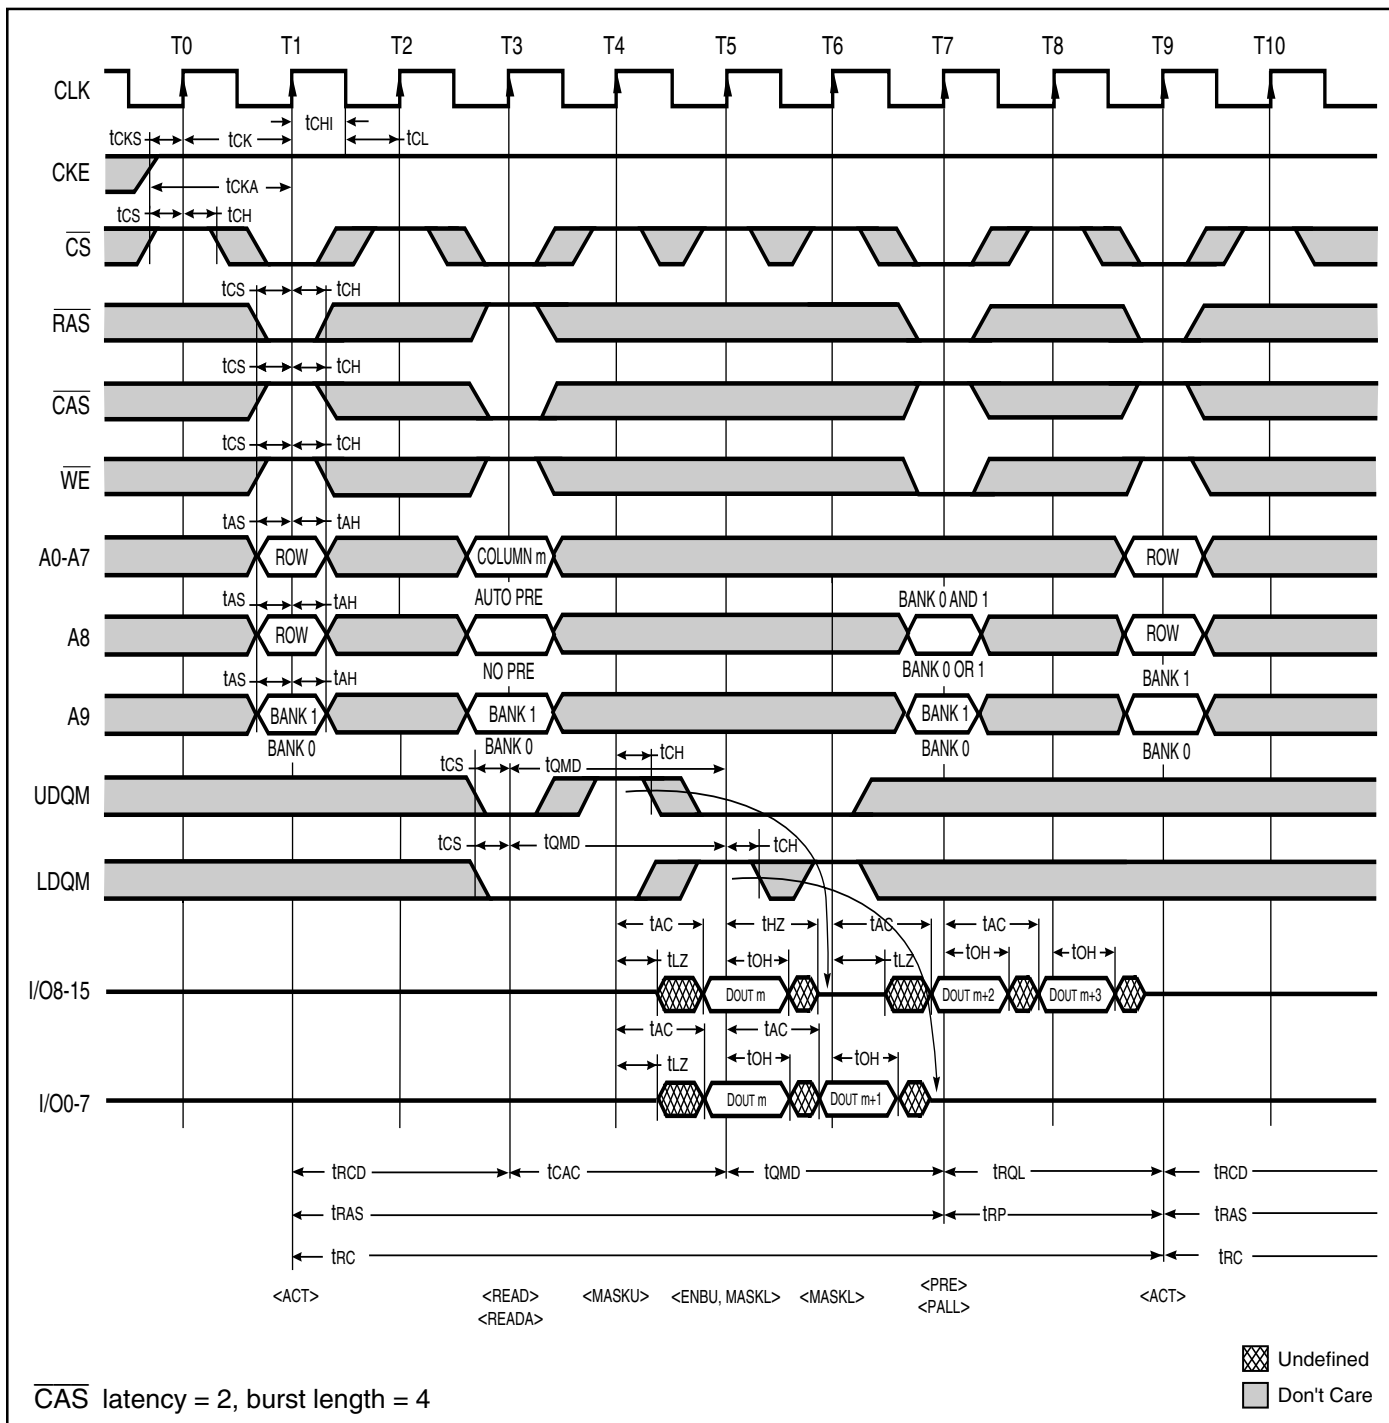 T0 T1 T2 T3 T4 T5 T6 T7 T8 T9 T10
CLK
tCHI
tCKS tCK tCL
CKE
tCKA
tCS tCH
CS
tCS tCH
RAS
tCS tCH
CAS
tCS tCH
WE
tAS tAH
A0-A7 ROW COLUMN m ROW
tAS tAH AUTO PRE BANK 0 AND 1
A8 ROW ROW
tAS tAH NO PRE BANK 0 OR 1 BANK 1
A9 BANK 1 BANK 1 BANK 1
BANK 0 BANK 0 BANK 0 BANK 0
tCS tQMD tCH
UDQM
tCS tQMD tCH
LDQM
tAC tHZ tAC tAC
tLZ tOH tLZ tOH tOH
I/O8-15 DOUT m DOUT m+2 DOUT m+3
tAC tAC
tLZ tOH tOH
I/O0-7 DOUT m DOUT m+1
tRCD tCAC tQMD tRQL tRCD
tRAS tRP tRAS
tRC tRC
<ACT> <READ> <MASKU> <ENBU, MASKL> <MASKL> <PRE> <ACT>
<READA> <PALL>
Undefined
Don't Care
CAS latency = 2, burst length = 4